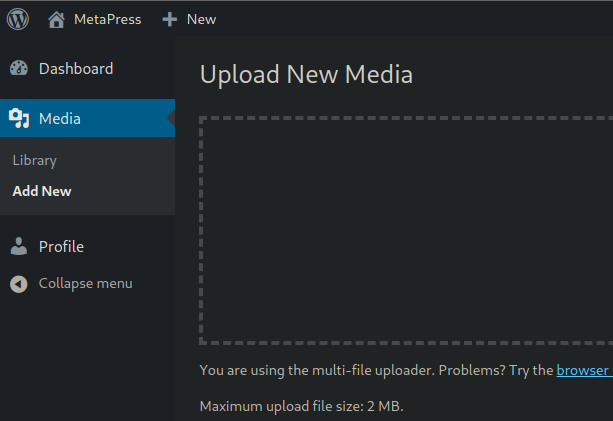 MetaPress New
Dashboard
Upload New Media
Media
Library
Add New
Profile
Collapse menu
You are using the multi-file uploader. Problems? Try the browser
Maximum upload file size: 2 MB.